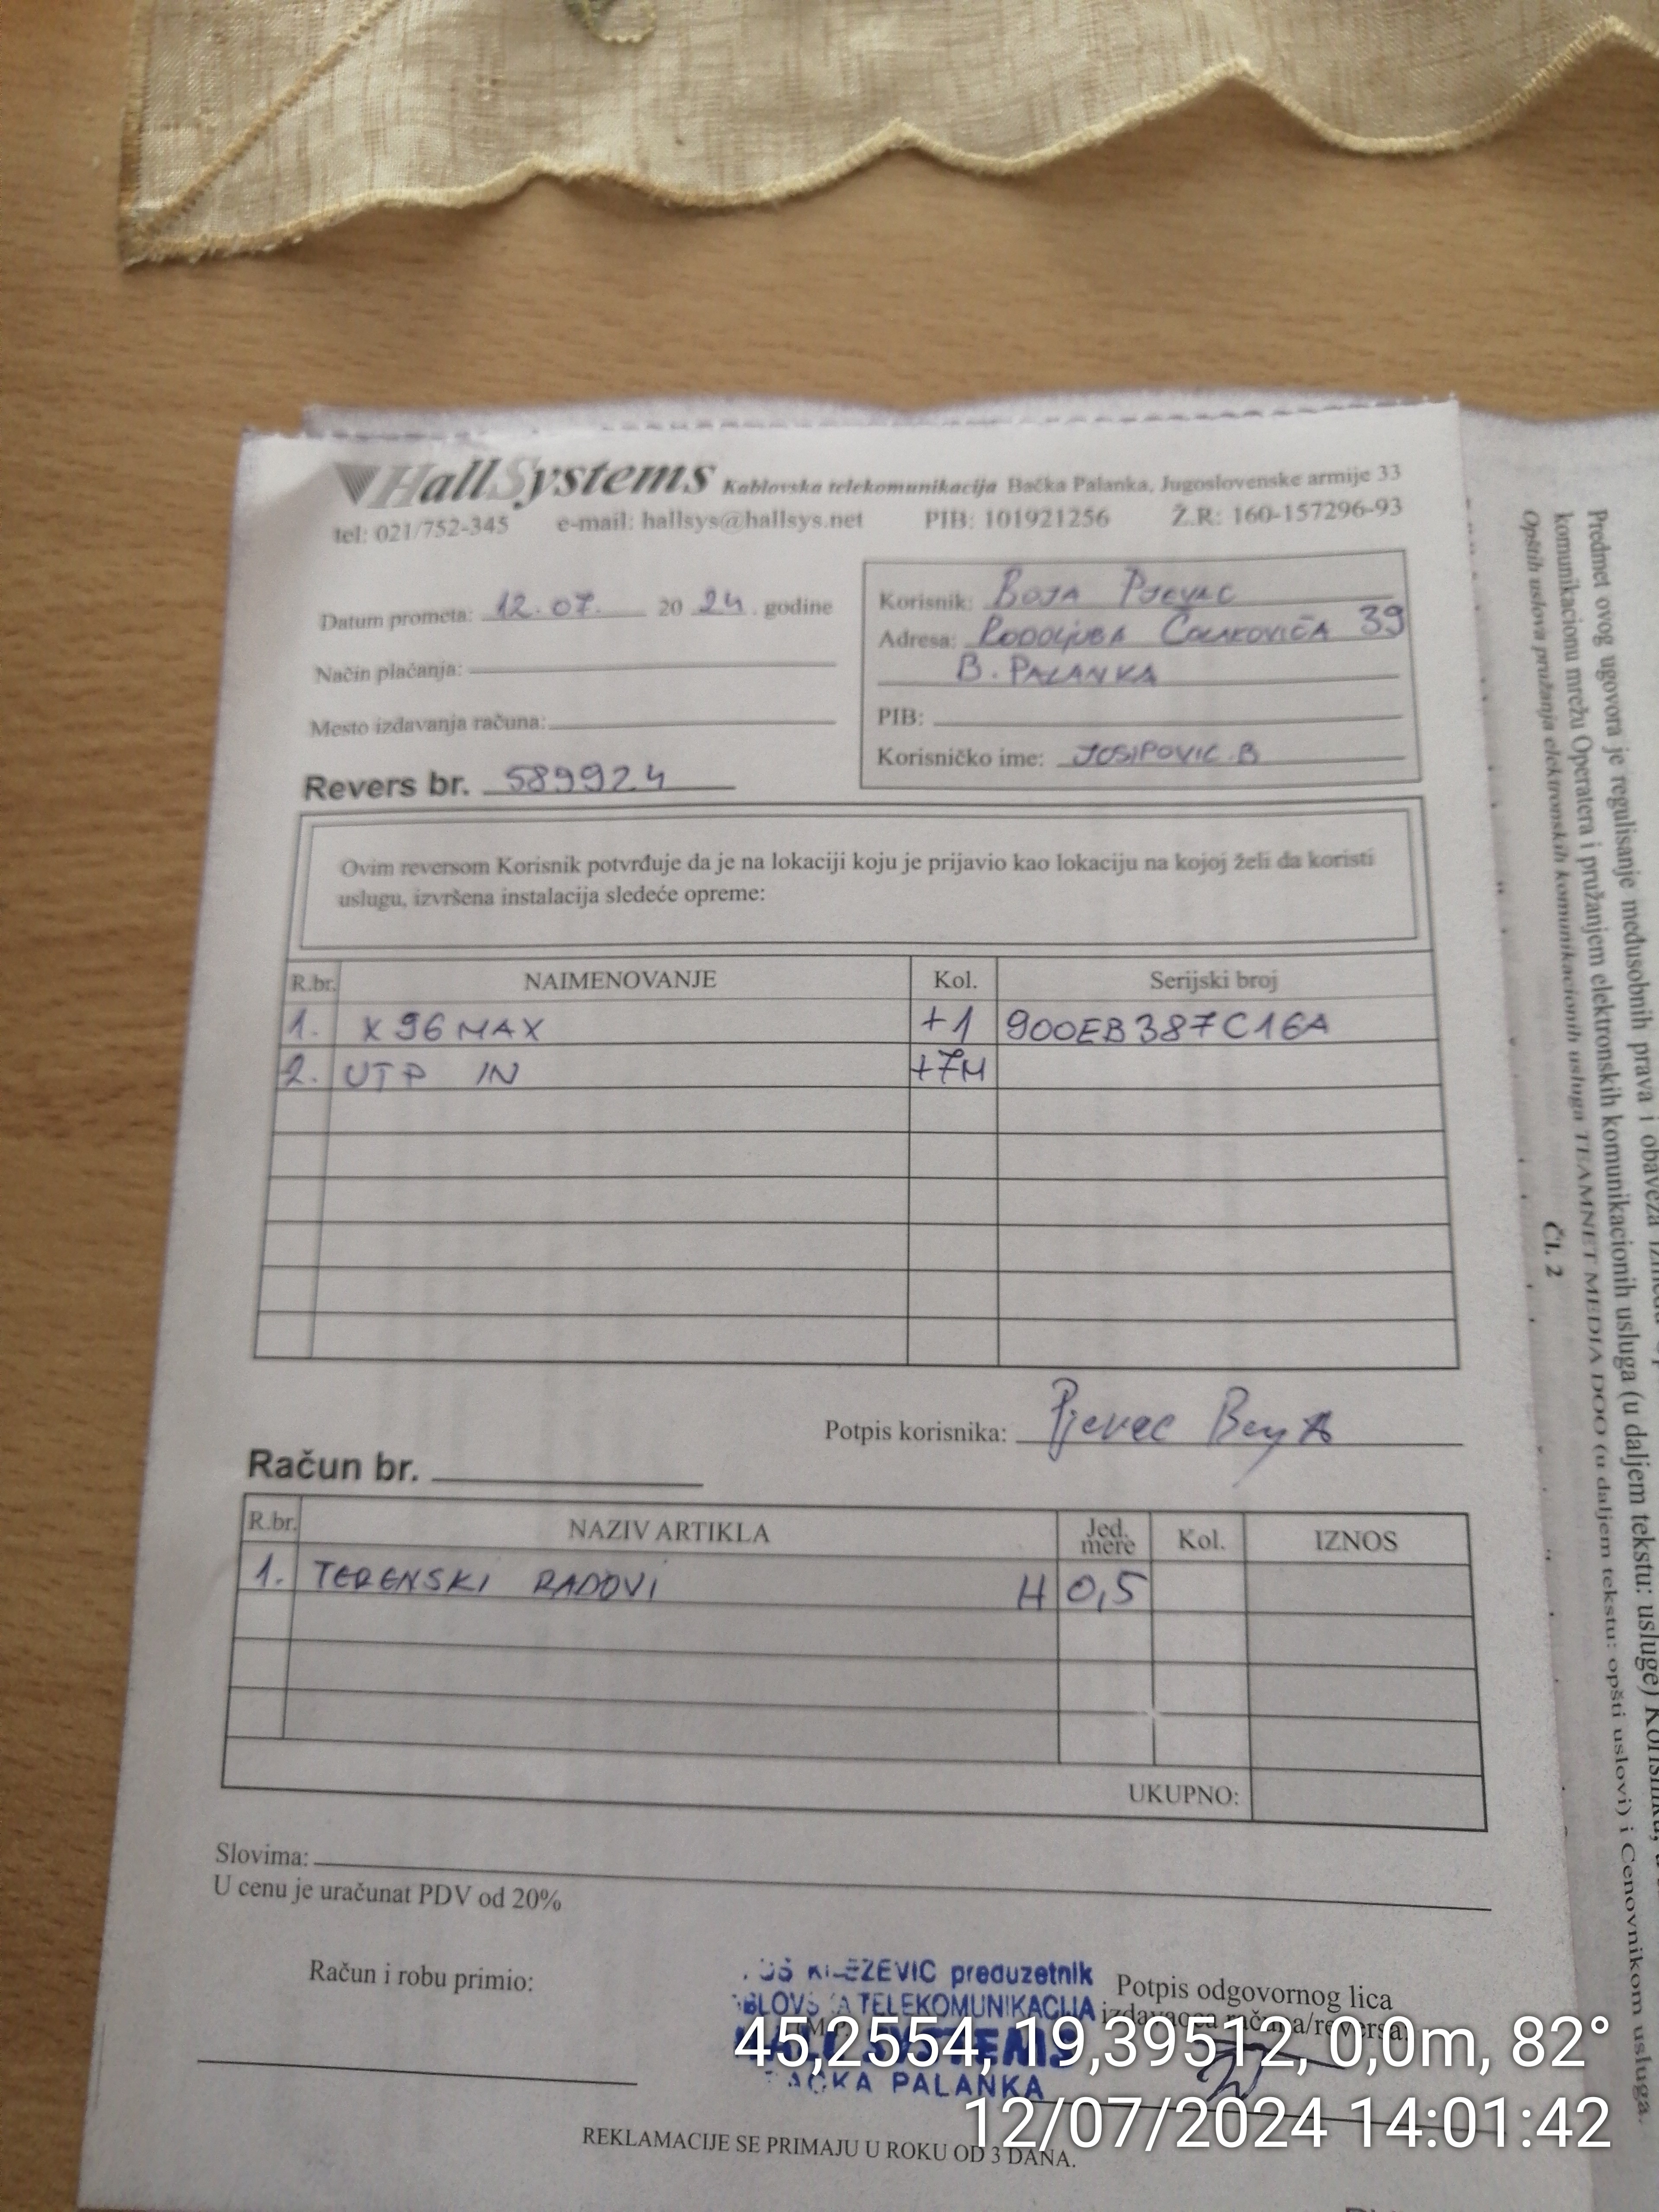 HallSystems Kablovska telekomunikacija Bačka Palanka, Jugoslovenske armije 33
tel: 021/752-345 e-mail: hallsys@hallsys.net PIB: 101921256 Ž.R: 160-157296-93
Datum prometa: 12.07. 20 24. godine
Način plaćanja:
Mesto izdavanja računa:
Revers br. 589924
Korisnik: BOJA PJEVAC
Adresa: RODOLJUBA ČOLAKOVIČA 39
B. PALANKA
PIB:
Korisničko ime: JOSIPOVIC.B
Ovim reversom Korisnik potvrđuje da je na lokaciji koju je prijavio kao lokaciju na kojoj želi da koristi
uslugu, izvršena instalacija sledeće opreme:
R.br. NAIMENOVANJE Kol. Serijski broj
1. X96MAX +1 900EB387C16A
2. UTP IN +7M
Potpis korisnika: Pjevac
Račun br.
R.br. NAZIV ARTIKLA Jed. mere Kol. IZNOS
1. TERENSKI RADOVI H 0,5
UKUPNO:
Slovima:
U cenu je uračunat PDV od 20%
Račun i robu primio:
preduzetnik
TELEKOMUNIKACIJA
PALANKA
Potpis odgovornog lica
izdavaoca računa/reversa:
REKLAMACIJE SE PRIMAJU U ROKU OD 3 DANA.
45,2554, 19,39512, 0,0m, 82°
12/07/2024 14:01:42
Predmet ovog ugovora je regulisanje međusobnih prava i obaveza
komunikacionu mrežu Operatera i pružanjem elektronskih komunikacionih usluga (u daljem tekstu: usluge)
Opštih uslova pružanja elektronskih komunikacionih usluga TEAMNET MEDIA DOO (u daljem tekstu: opšti uslovi) i Cenovnikom usluga.
Čl. 2